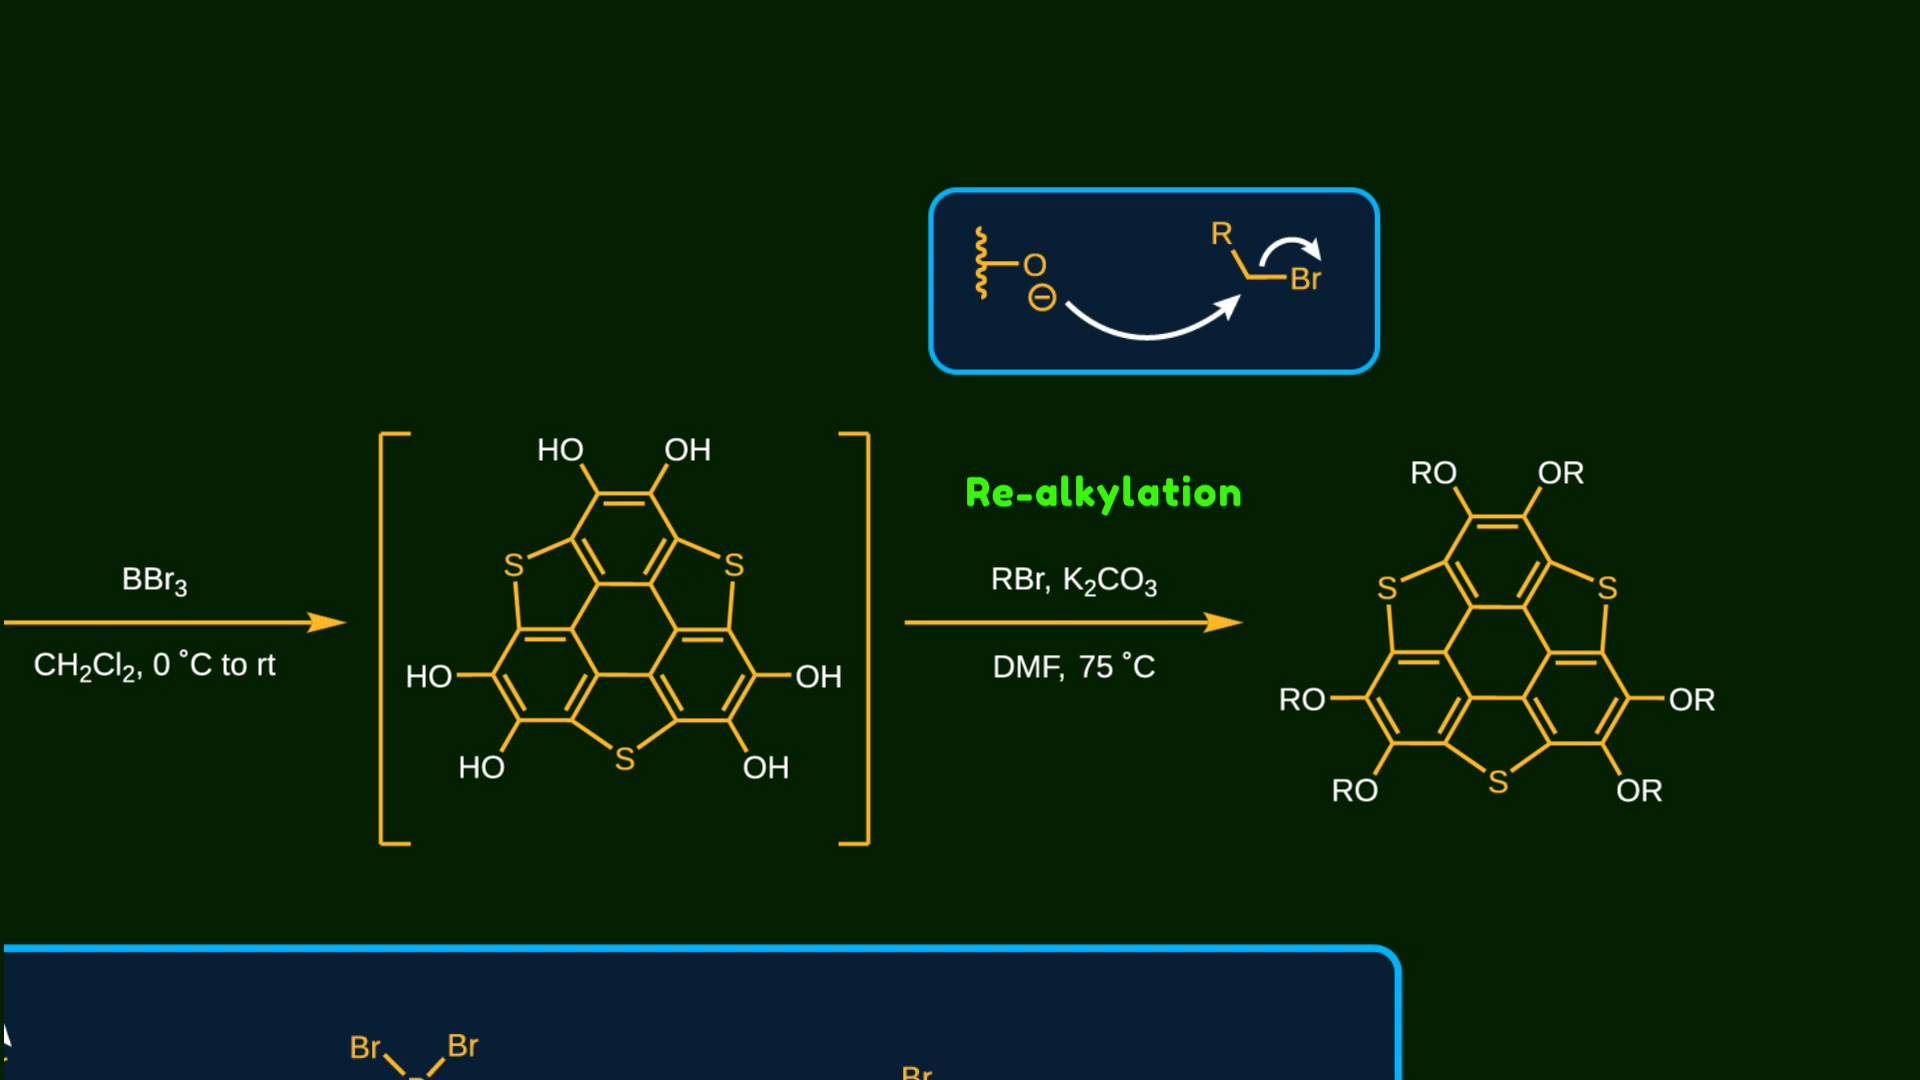 R
O
⊖
Br
HO OH
S S
HO OH
HO S OH
BBr3
CH2Cl2, 0 ˚C to rt
Re-alkylation
RBr, K2CO3
DMF, 75 ˚C
RO OR
S S
RO OR
RO S OR
Br Br
Br